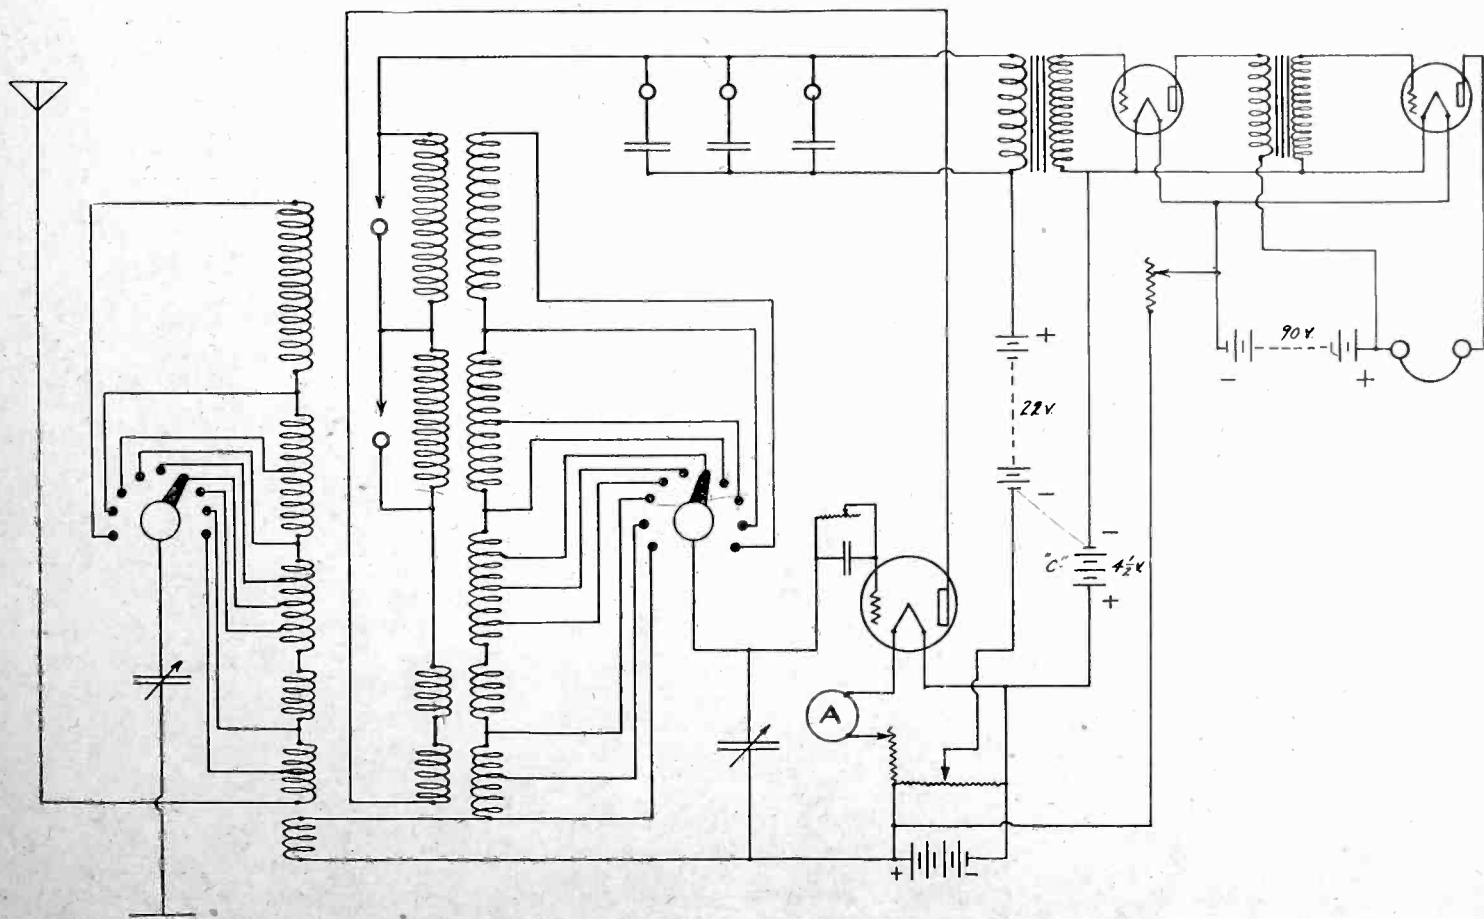 90 v.
-
+
+
22 v.
-
-
"C" 4½ v.
+
A
+
-